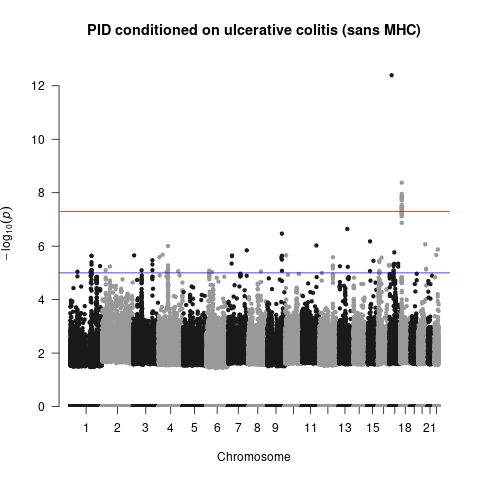 PID conditioned on ulcerative colitis (sans MHC)
12
10
8
6
4
2
0
− log₁₀(p)
1 2 3 4 5 6 7 8 9 11 13 15 18 21
Chromosome